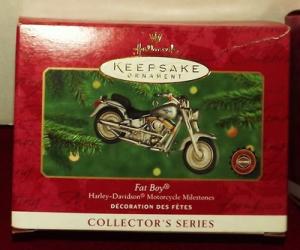 Hallmark
KEEPSAKE
ORNAMENT
Fat Boy®
Harley-Davidson® Motorcycle Milestones
DÉCORATION DES FÊTES
COLLECTOR'S SERIES